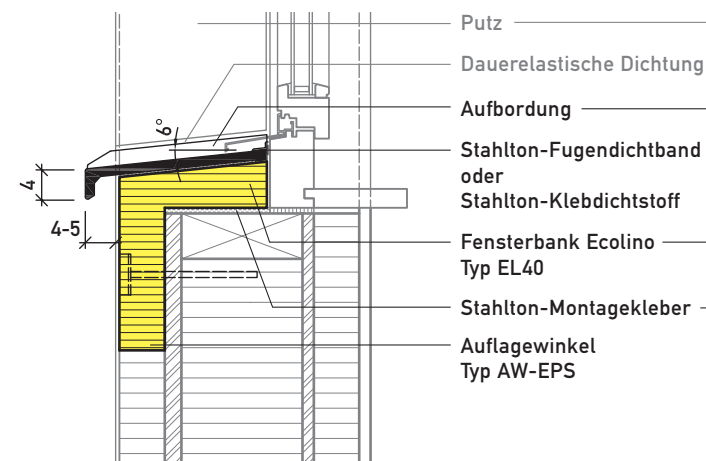 Putz
Dauerelastische Dichtung
6°
Aufbordung
Stahlton-Fugendichtband
oder
Stahlton-Klebdichtstoff
4
4-5
Fensterbank Ecolino
Typ EL40
Stahlton-Montagekleber
Auflagewinkel
Typ AW-EPS